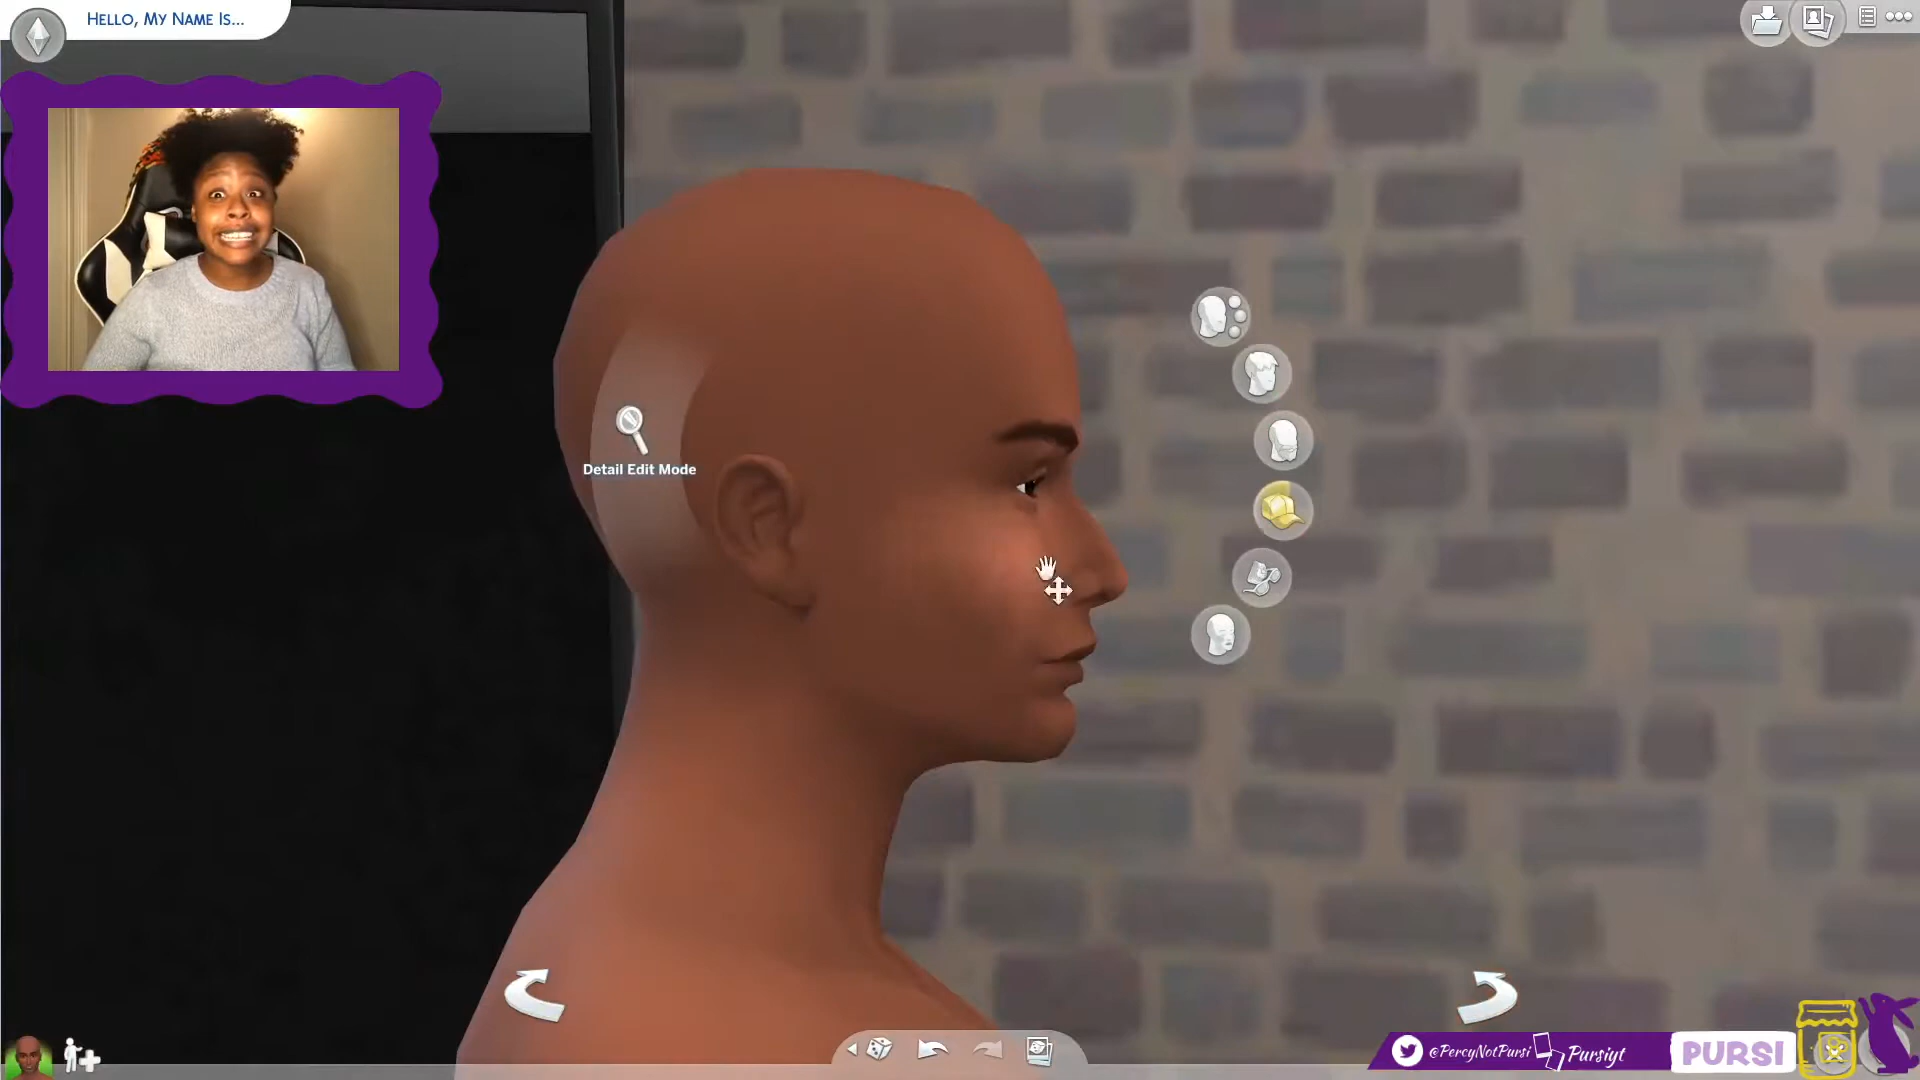 Hello, My Name Is...
Detail Edit Mode
@PercyNotPursi
Pursiyt
PURSI